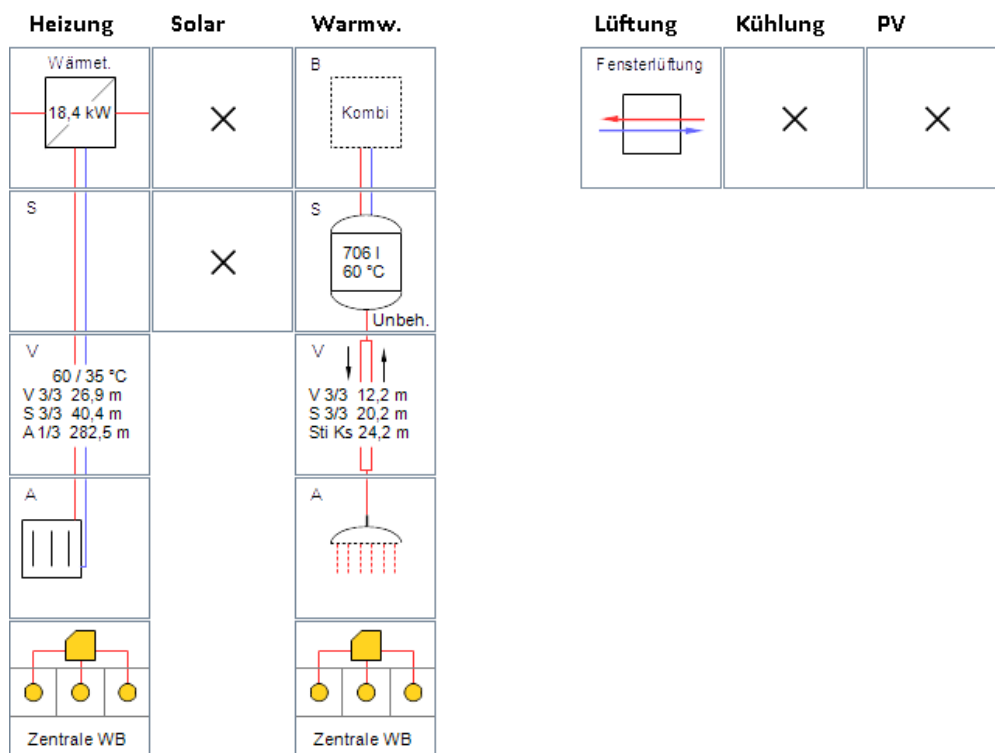 Heizung
Solar
Warmw.
Lüftung
Kühlung
PV
Wärmet.
18,4 kW
B
Kombi
Fensterlüftung
S
S
706 l
60 °C
Unbeh.
V
60 / 35 °C
V 3/3 26,9 m
S 3/3 40,4 m
A 1/3 282,5 m
V
V 3/3 12,2 m
S 3/3 20,2 m
Sti Ks 24,2 m
A
A
Zentrale WB
Zentrale WB